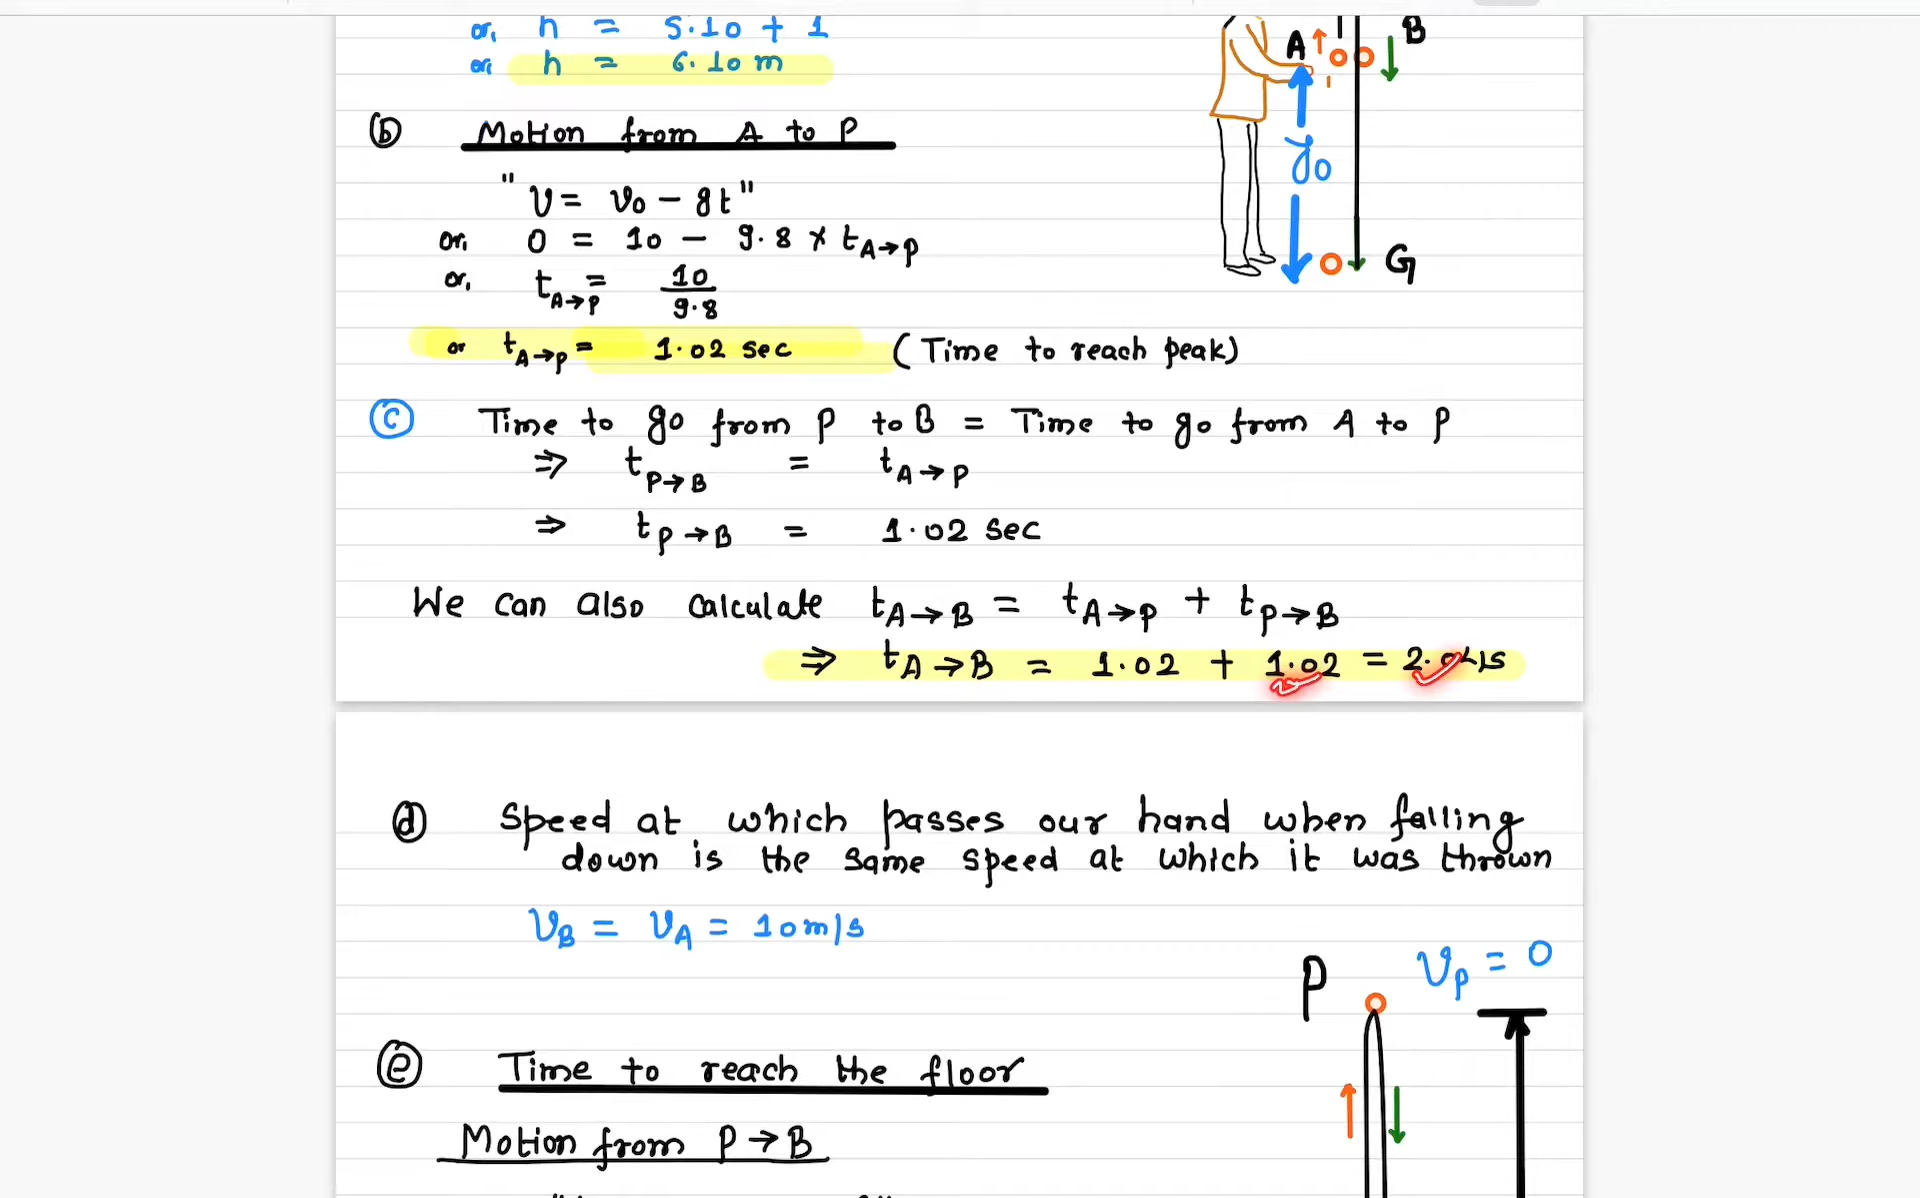 or, h = 5.10 + 1
or, h = 6.10 m
A B
yo
G
(b) Motion from A to P
" v = vo - gt "
or, 0 = 10 - 9.8 x tA→P
or, tA→P = 10/9.8
or tA→P = 1.02 sec (Time to reach peak)
(c) Time to go from P to B = Time to go from A to P
⇒ tP→B = tA→P
⇒ tP→B = 1.02 sec
We can also calculate tA→B = tA→P + tP→B
⇒ tA→B = 1.02 + 1.02 = 2.04s
(d) Speed at which passes our hand when falling
down is the same speed at which it was thrown
vB = vA = 10m/s
P vp = 0
(e) Time to reach the floor
Motion from P→B